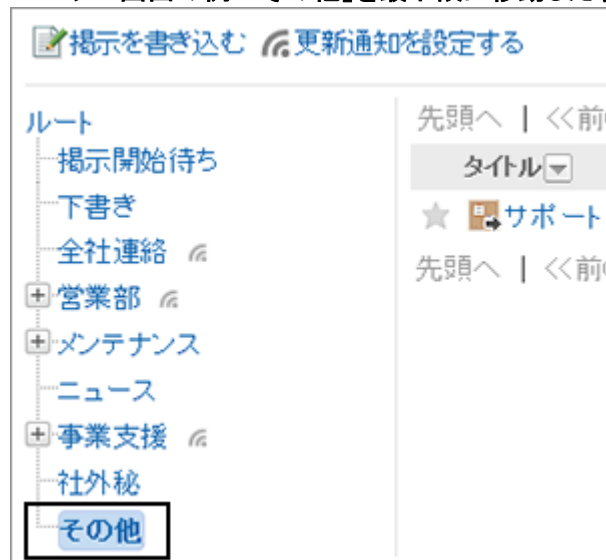 掲示を書き込む 更新通知を設定する
ルート
掲示開始待ち
下書き
全社連絡
営業部
メンテナンス
ニュース
事業支援
社外秘
その他
先頭へ | <<前
タイトル
サポート
先頭へ | <<前